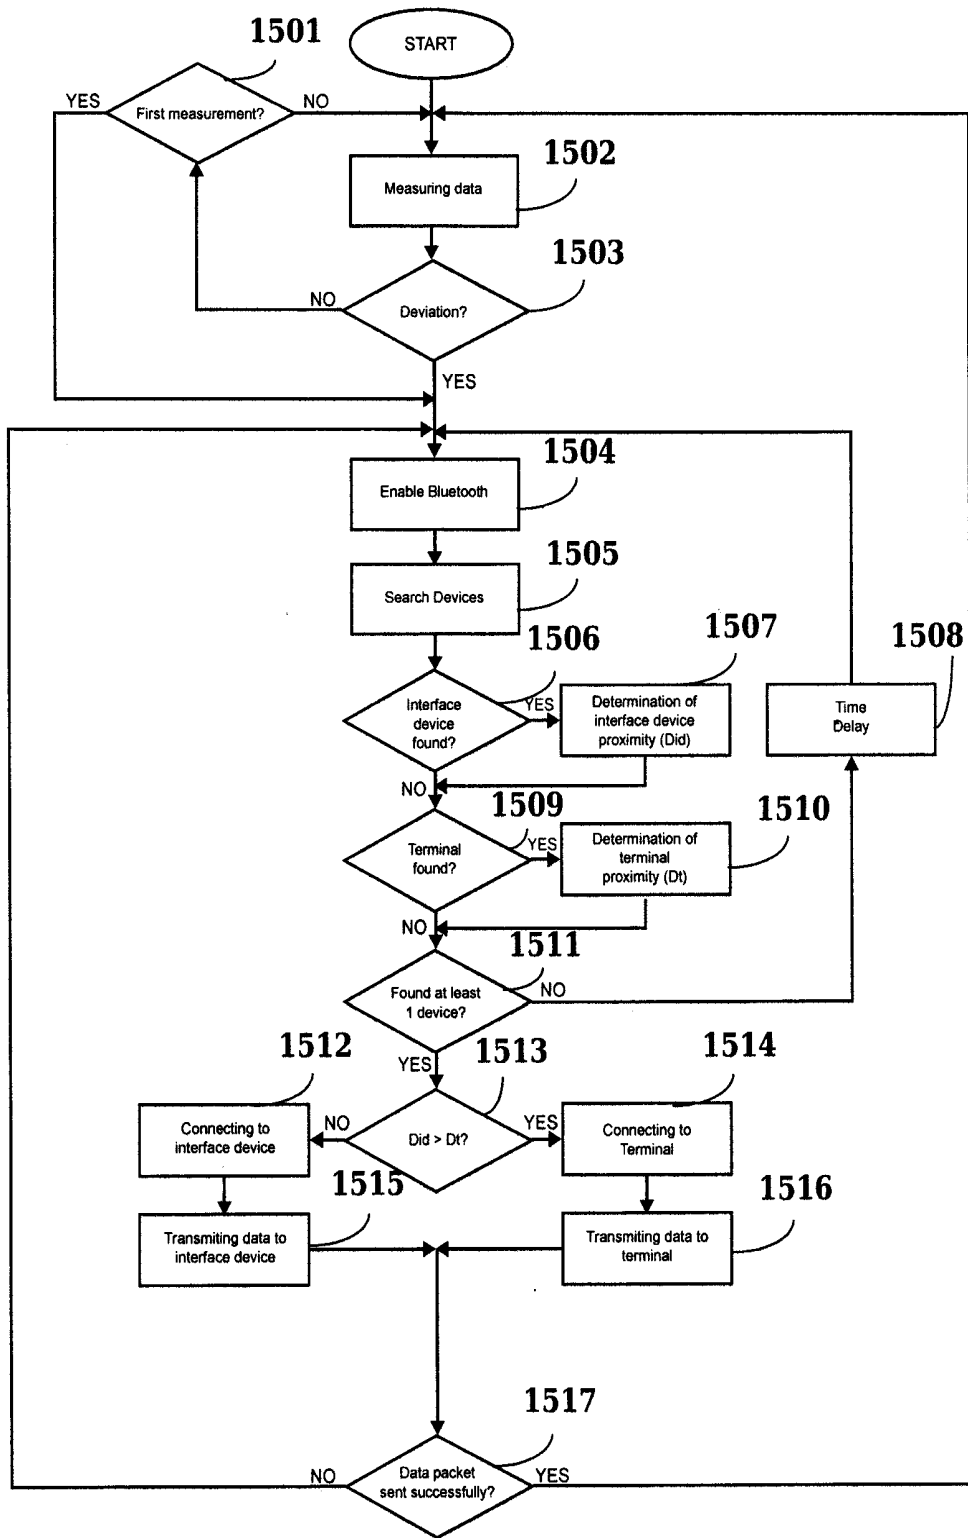 1501
START
YES
First measurement?
NO
1502
Measuring data
1503
NO
Deviation?
YES
1504
Enable Bluetooth
1505
Search Devices
1506
1507
1508
Interface
device
found?
YES
Determination of
interface device
proximity (Did)
Time
Delay
NO
1509
1510
Terminal
found?
YES
Determination of
terminal
proximity (Dt)
NO
1511
Found at least
1 device?
NO
1512
YES
1513
1514
Connecting to
interface device
NO
Did > Dt?
YES
Connecting to
Terminal
1515
1516
Transmiting data to
interface device
Transmiting data to
terminal
1517
NO
Data packet
sent successfully?
YES